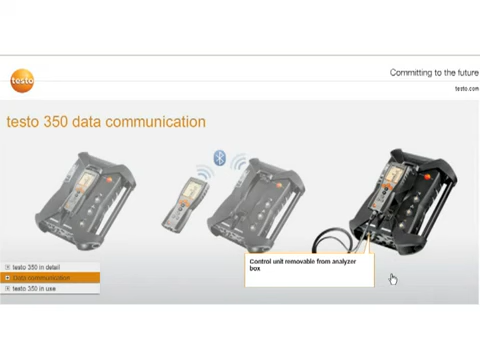 testo
Committing to the future
testo.com
testo 350 data communication
Control unit removable from analyzer
box
testo 350 in detail
Data communication
testo 350 in use